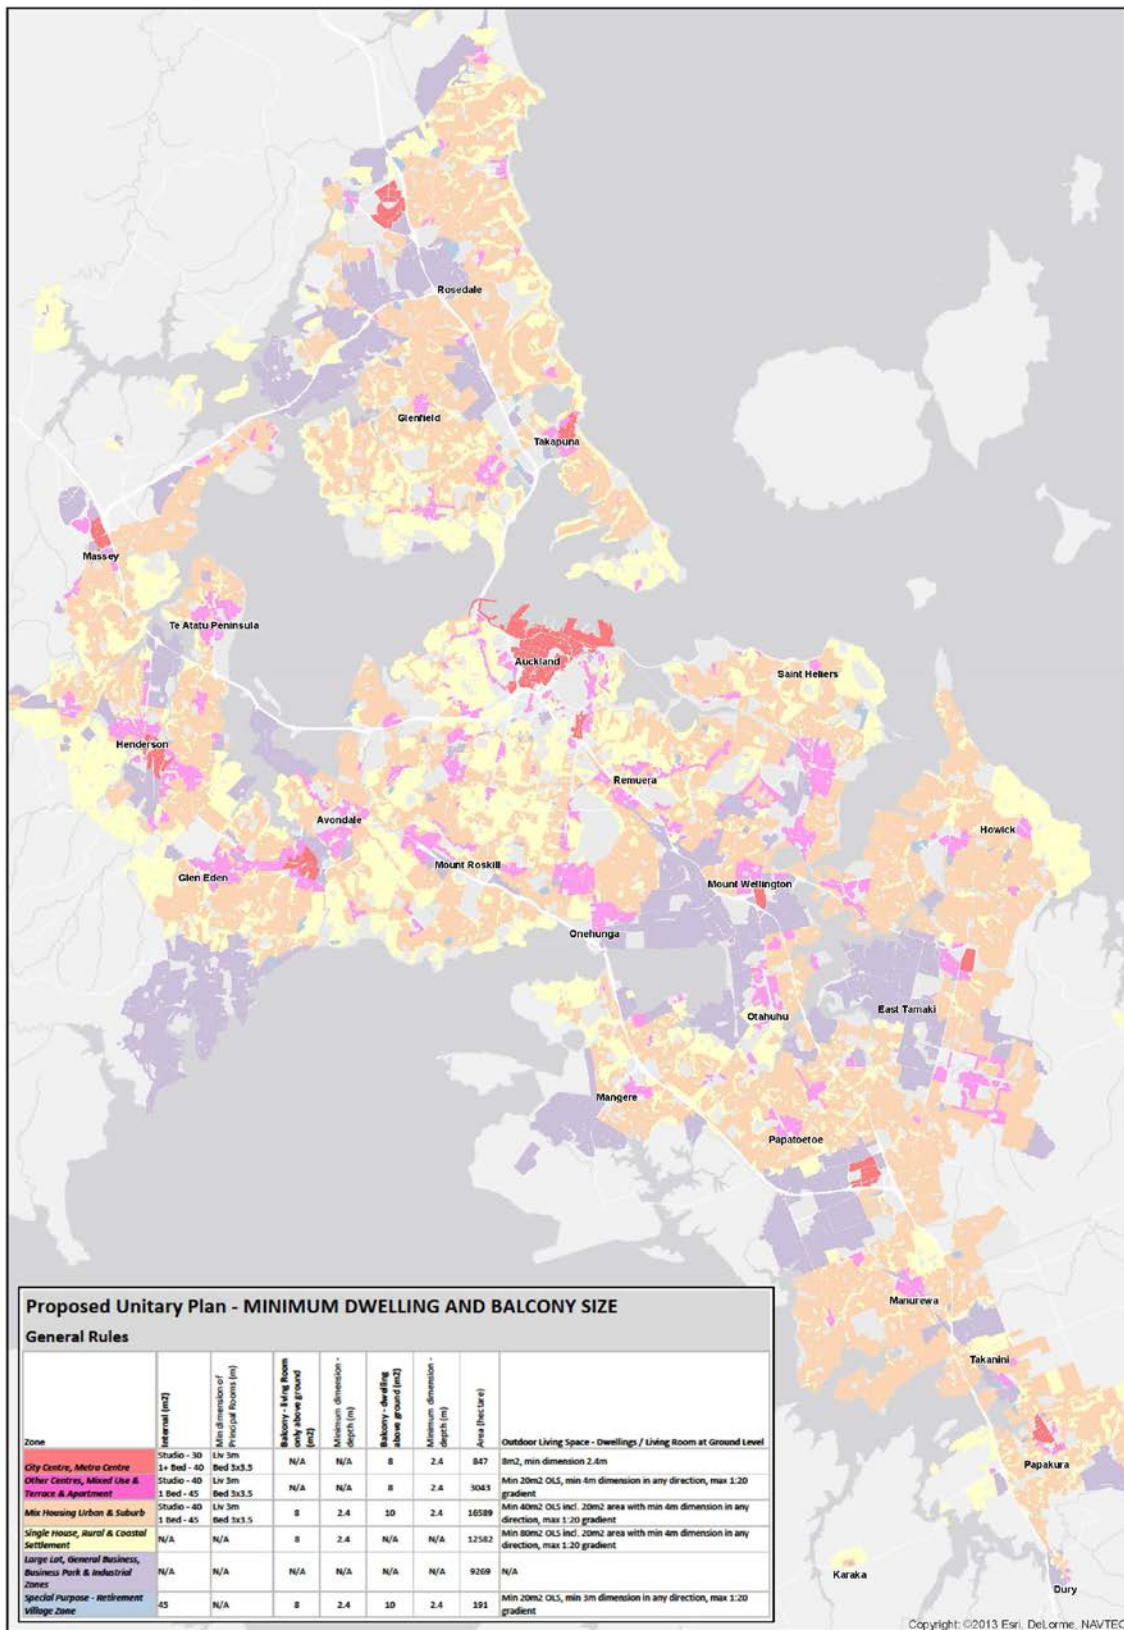 Rosedale
Glenfield
Takapuna
Massey
Te Atatu Peninsula
Auckland
Saint Heliers
Henderson
Remuera
Avondale
Howick
Glen Eden
Mount Roskill
Mount Wellington
Onehunga
East Tamaki
Otahuhu
Mangere
Papatoetoe
Manurewa
Takanini
Papakura
Karaka
Dury
Proposed Unitary Plan - MINIMUM DWELLING AND BALCONY SIZE
General Rules
Zone
Internal (m2)
Min dimension of
Principal Rooms (m)
Balcony - living Room
only above ground
(m2)
Minimum dimension -
depth (m)
Balcony - dwelling
above ground (m2)
Minimum dimension -
depth (m)
Area (hectare)
Outdoor Living Space - Dwellings / Living Room at Ground Level
City Centre, Metro Centre
Studio - 30
1+ Bed - 40
Liv 3m
Bed 3x3.5
N/A
N/A
8
2.4
847
8m2, min dimension 2.4m
Other Centres, Mixed Use &
Terrace & Apartment
Studio - 40
1 Bed - 45
Liv 3m
Bed 3x3.5
N/A
N/A
8
2.4
3043
Min 20m2 OLS, min 4m dimension in any direction, max 1:20
gradient
Mix Housing Urban & Suburb
Studio - 40
1 Bed - 45
Liv 3m
Bed 3x3.5
8
2.4
10
2.4
16589
Min 40m2 OLS incl. 20m2 area with min 4m dimension in any
direction, max 1:20 gradient
Single House, Rural & Coastal
Settlement
N/A
N/A
8
2.4
N/A
N/A
12582
Min 80m2 OLS incl. 20m2 area with min 4m dimension in any
direction, max 1:20 gradient
Large Lot, General Business,
Business Park & Industrial
Zones
N/A
N/A
N/A
N/A
N/A
N/A
9269
N/A
Special Purpose - Retirement
Village Zone
45
N/A
8
2.4
10
2.4
191
Min 20m2 OLS, min 3m dimension in any direction, max 1:20
gradient
Copyright: ©2013 Esri, DeLorme, NAVTEQ